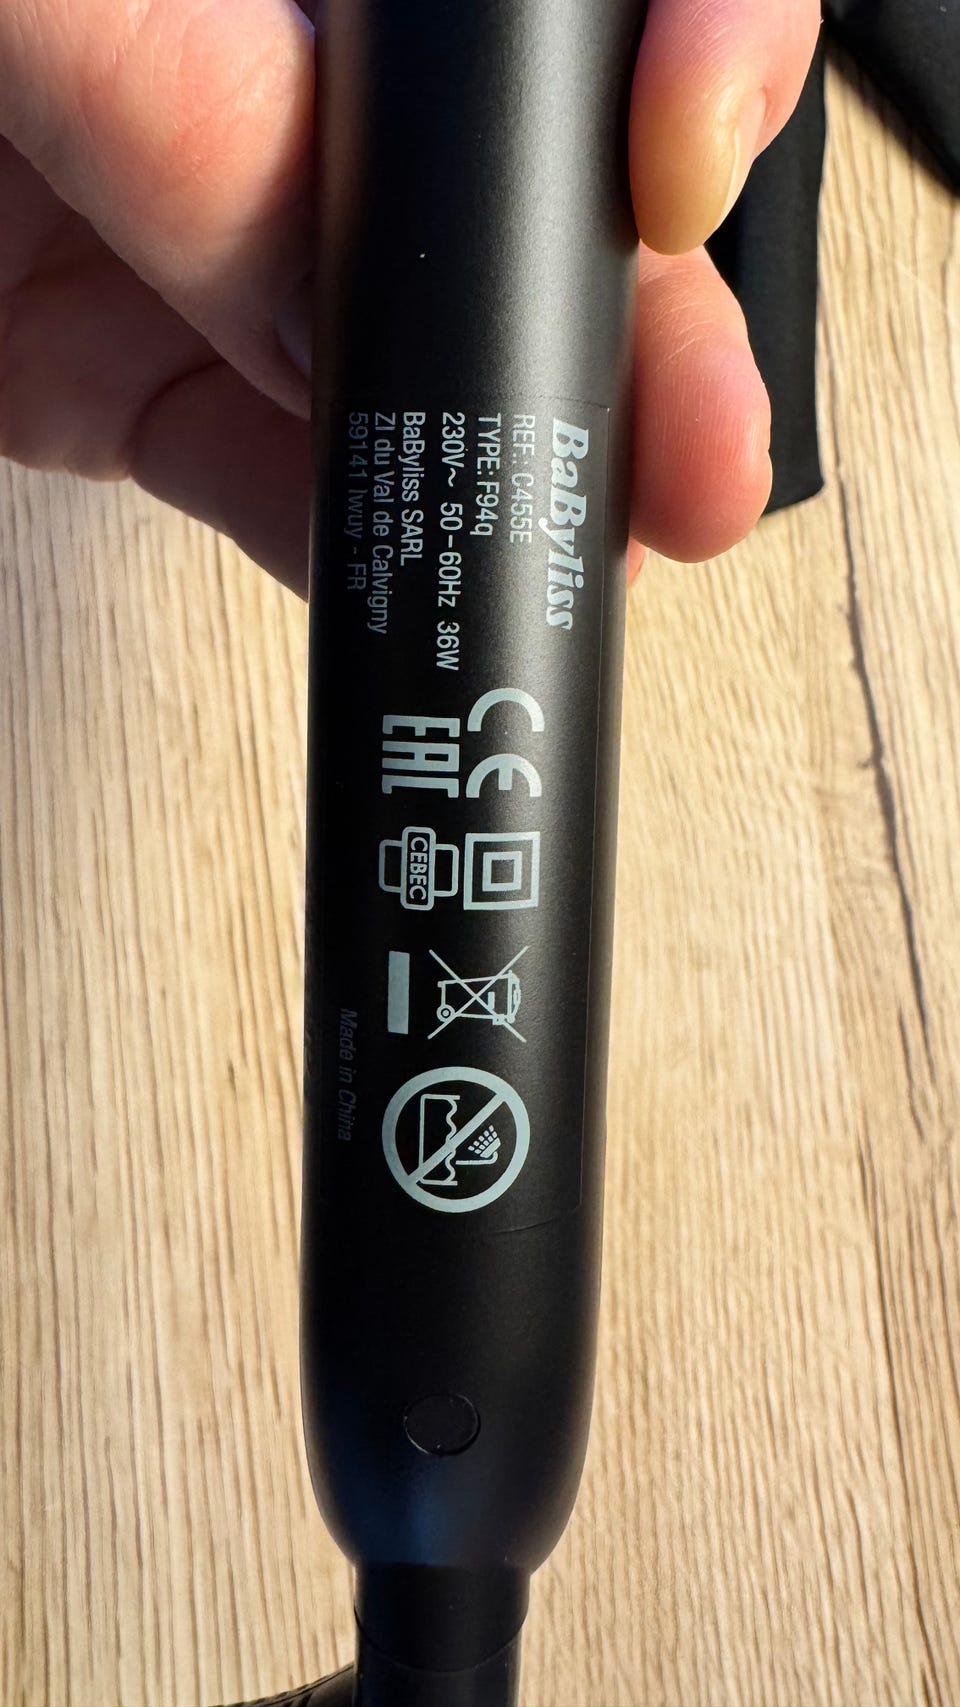 BaByliss
REF.: C455E
TYPE: F94q
230V~ 50-60Hz 36W
BaByliss SARL
ZI du Val de Calvigny
59141 Iwuy - FR
CE
EAC
CEBEC
Made in China